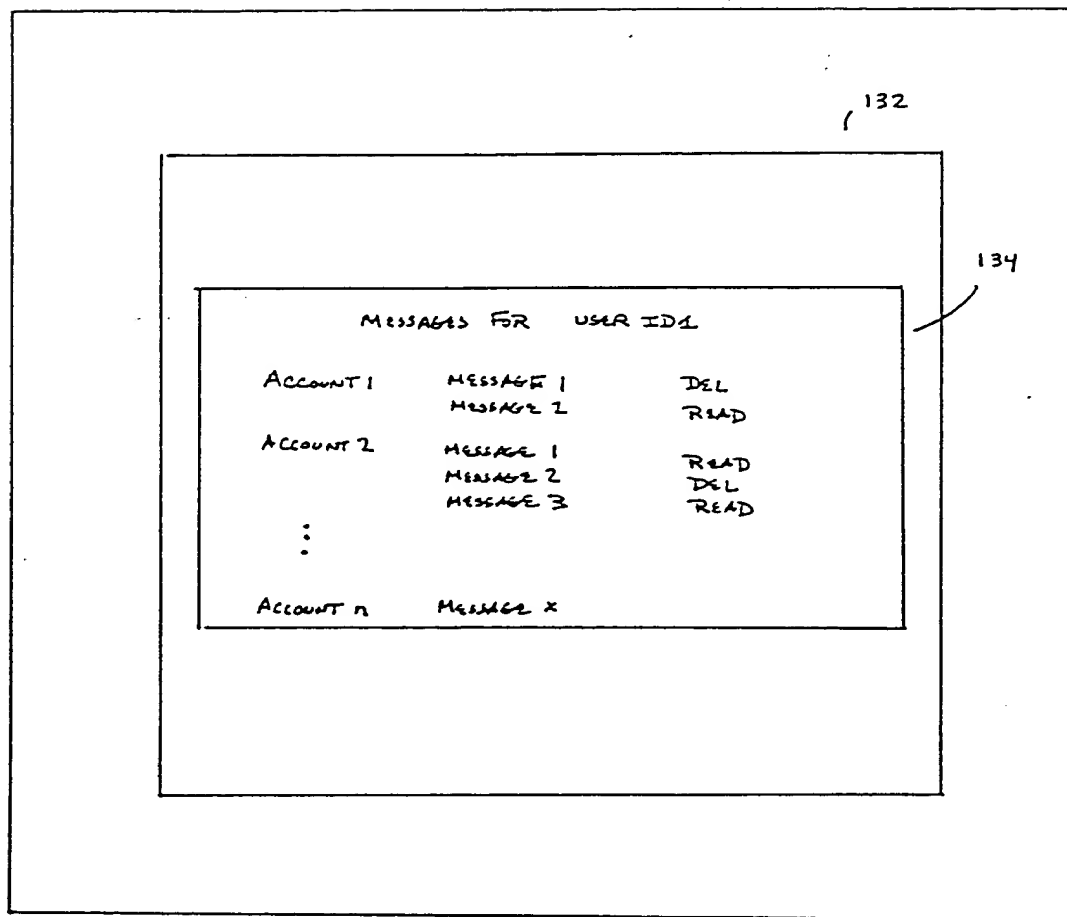 132
134
MESSAGES FOR USER ID1
ACCOUNT 1 MESSAGE 1 DEL
MESSAGE 2 READ
ACCOUNT 2 MESSAGE 1 READ
MESSAGE 2 DEL
MESSAGE 3 READ
ACCOUNT n MESSAGE x